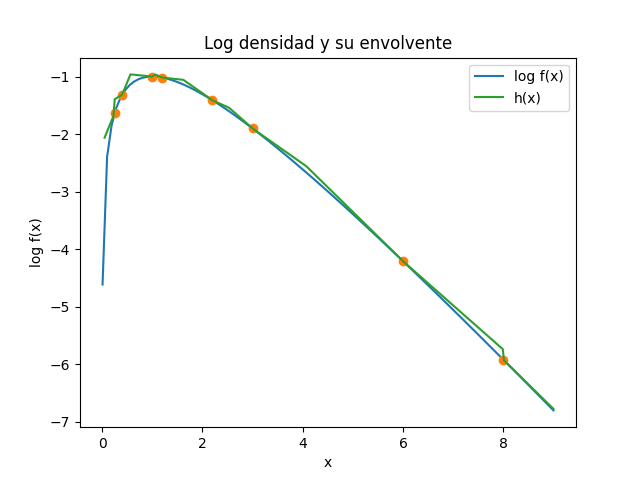 Log densidad y su envolvente
log f(x)
h(x)
−1
−2
−3
−4
−5
−6
−7
log f(x)
0 2 4 6 8
x